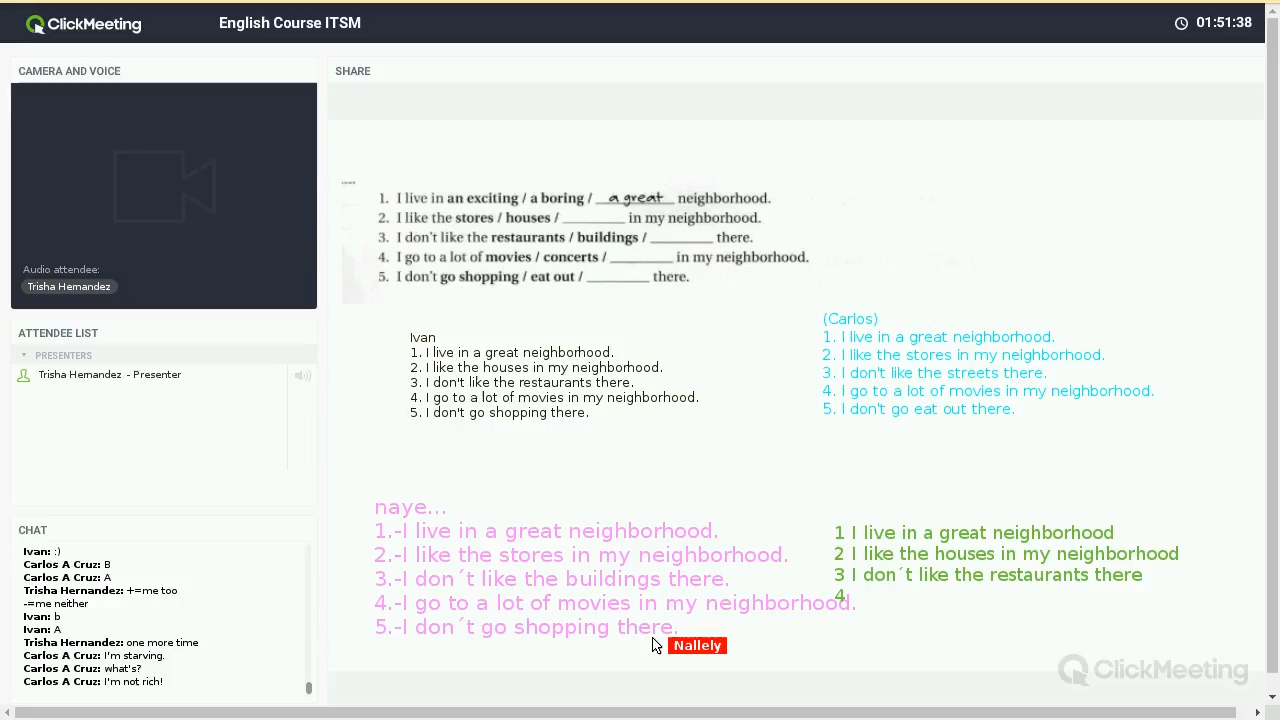 ClickMeeting
English Course ITSM
01:51:38
CAMERA AND VOICE
SHARE
Audio attendee:
Trisha Hernandez
ATTENDEE LIST
PRESENTERS
Trisha Hernandez - Presenter
CHAT
Ivan: :)
Carlos A Cruz: B
Carlos A Cruz: A
Trisha Hernandez: +=me too
-=me neither
Ivan: b
Ivan: A
Trisha Hernandez: one more time
Carlos A Cruz: I'm starving.
Carlos A Cruz: what's?
Carlos A Cruz: I'm not rich!
1. I live in an exciting / a boring / a great neighborhood.
2. I like the stores / houses / ________ in my neighborhood.
3. I don't like the restaurants / buildings / ________ there.
4. I go to a lot of movies / concerts / ________ in my neighborhood.
5. I don't go shopping / eat out / ________ there.
Ivan
1. I live in a great neighborhood.
2. I like the houses in my neighborhood.
3. I don't like the restaurants there.
4. I go to a lot of movies in my neighborhood.
5. I don't go shopping there.
(Carlos)
1. I live in a great neighborhood.
2. I like the stores in my neighborhood.
3. I don't like the streets there.
4. I go to a lot of movies in my neighborhood.
5. I don't go eat out there.
naye...
1.-I live in a great neighborhood.
2.-I like the stores in my neighborhood.
3.-I don´t like the buildings there.
4.-I go to a lot of movies in my neighborhood.
5.-I don´t go shopping there.
Nallely
1 I live in a great neighborhood
2 I like the houses in my neighborhood
3 I don´t like the restaurants there
4
ClickMeeting